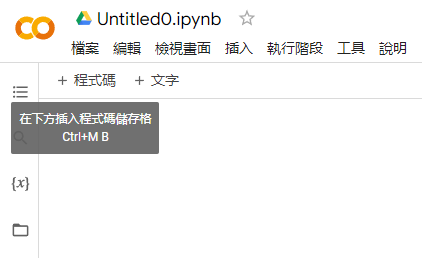 Untitled0.ipynb
檔案 編輯 檢視畫面 插入 執行階段 工具 說明
+ 程式碼 + 文字
在下方插入程式碼儲存格
Ctrl+M B
{x}